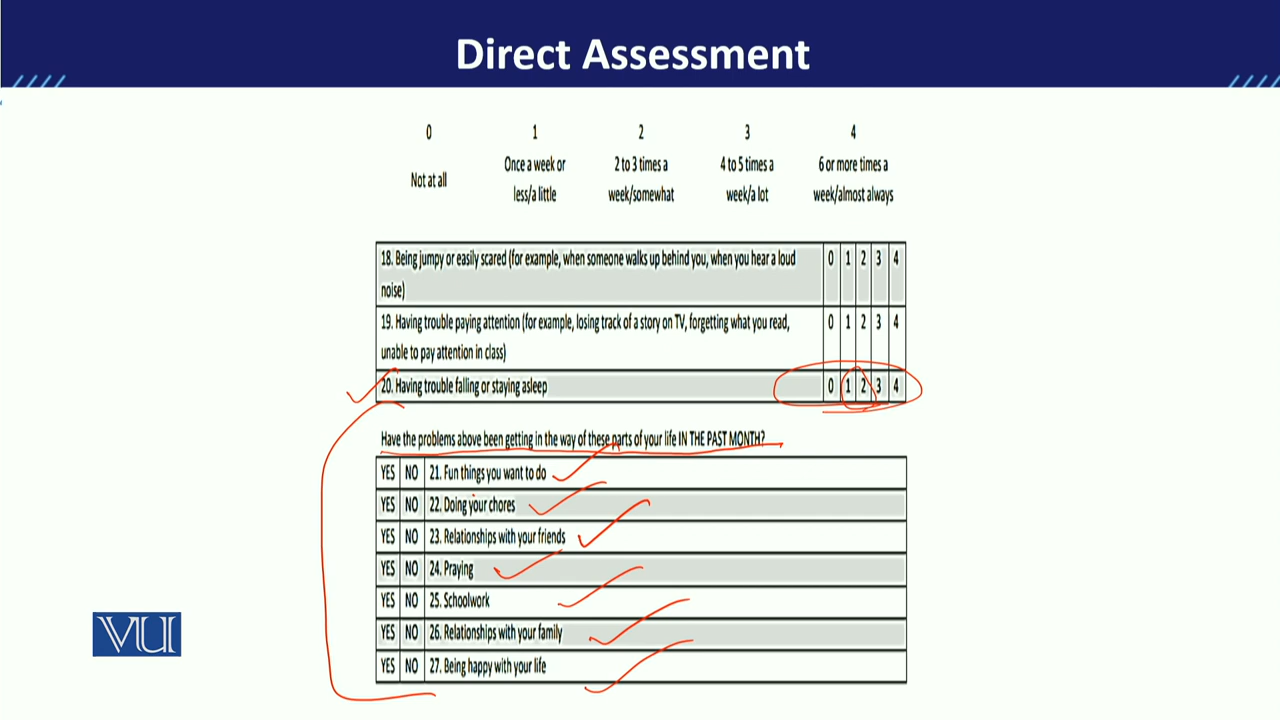 Direct Assessment
0 1 2 3 4
Not at all
Once a week or
less/a little
2 to 3 times a
week/somewhat
4 to 5 times a
week/a lot
6 or more times a
week/almost always
18. Being jumpy or easily scared (for example, when someone walks up behind you, when you hear a loud
noise) 0 1 2 3 4
19. Having trouble paying attention (for example, losing track of a story on TV, forgetting what you read,
unable to pay attention in class) 0 1 2 3 4
20. Having trouble falling or staying asleep 0 1 2 3 4
Have the problems above been getting in the way of these parts of your life IN THE PAST MONTH?
YES NO 21. Fun things you want to do
YES NO 22. Doing your chores
YES NO 23. Relationships with your friends
YES NO 24. Praying
YES NO 25. Schoolwork
YES NO 26. Relationships with your family
YES NO 27. Being happy with your life
VU